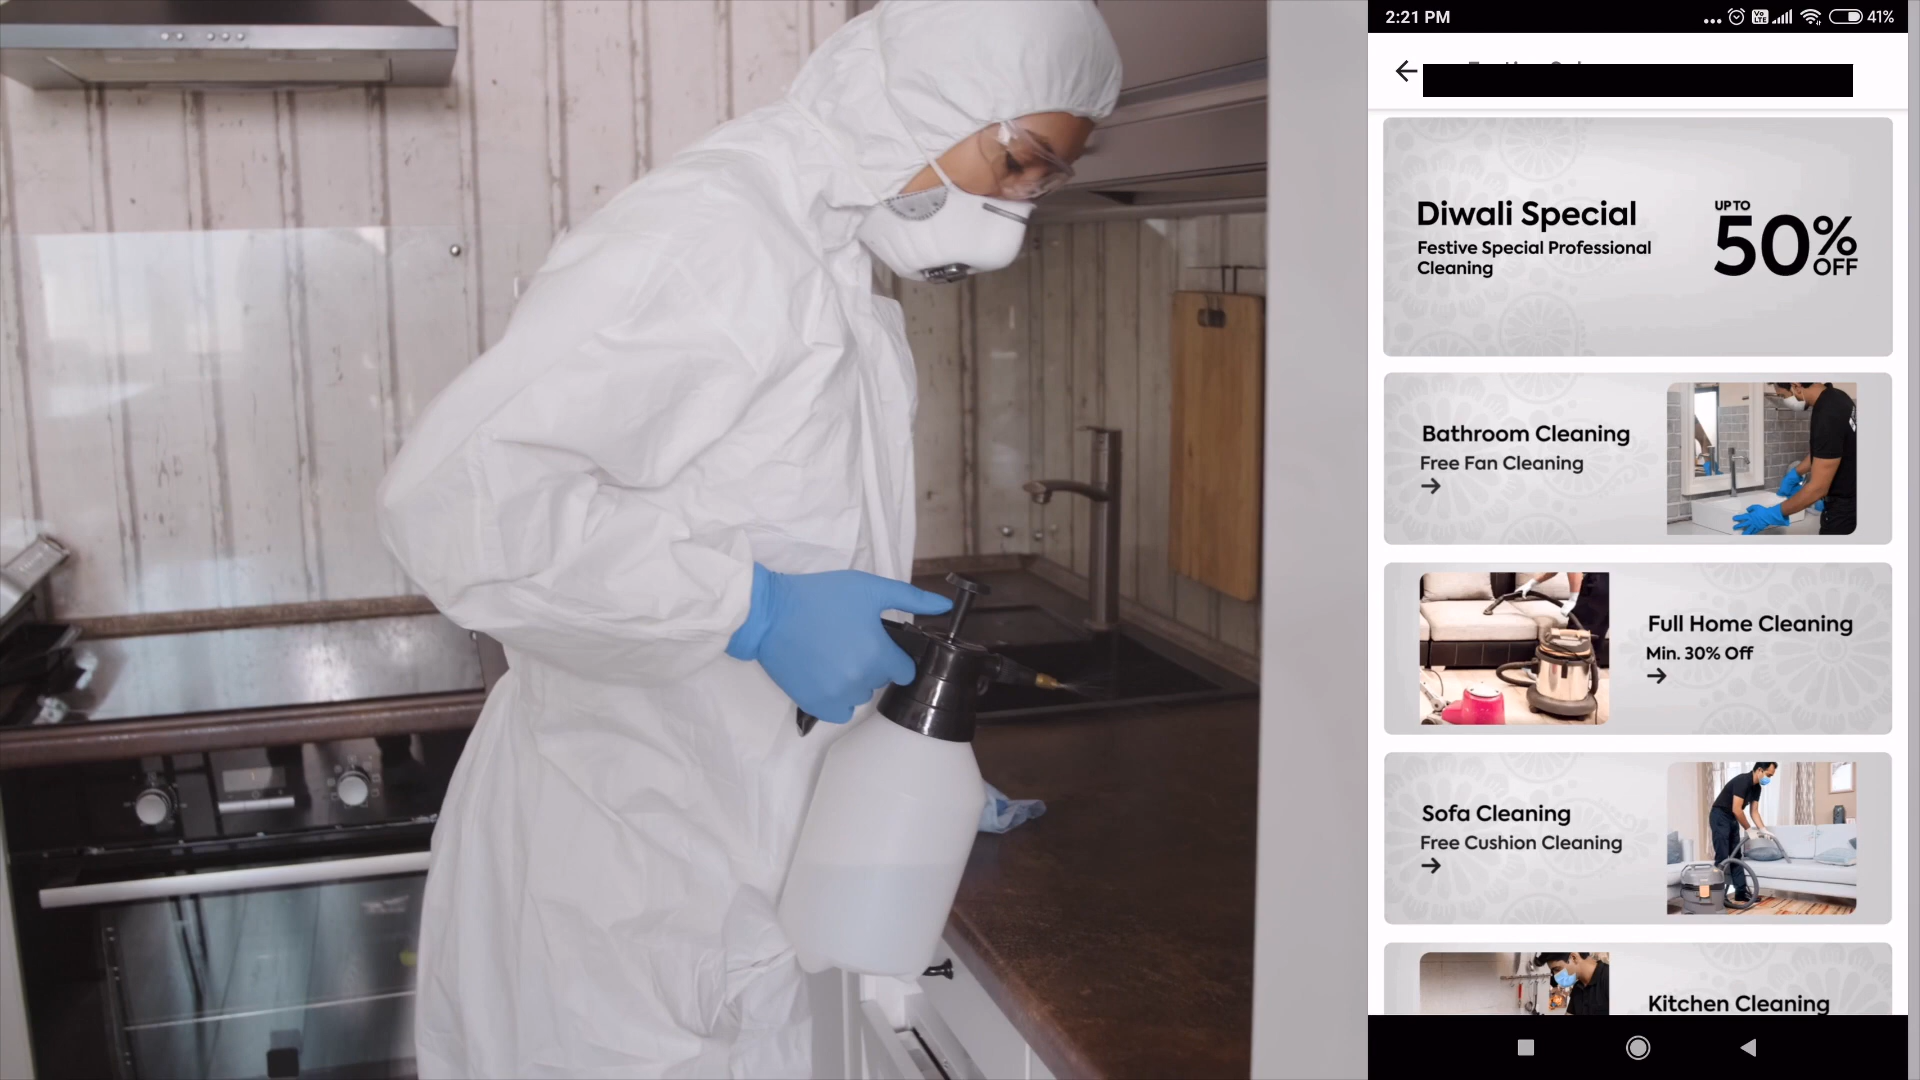 2:21 PM
41%
Diwali Special
Festive Special Professional
Cleaning
UP TO
50%
OFF
Bathroom Cleaning
Free Fan Cleaning
Full Home Cleaning
Min. 30% Off
Sofa Cleaning
Free Cushion Cleaning
Kitchen Cleaning